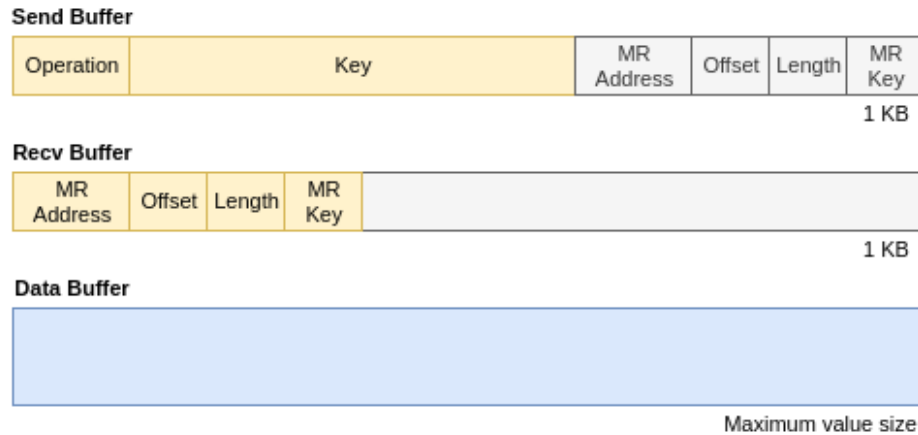 Send Buffer
Operation Key MR Address Offset Length MR Key
1 KB
Recv Buffer
MR Address Offset Length MR Key
1 KB
Data Buffer
Maximum value size